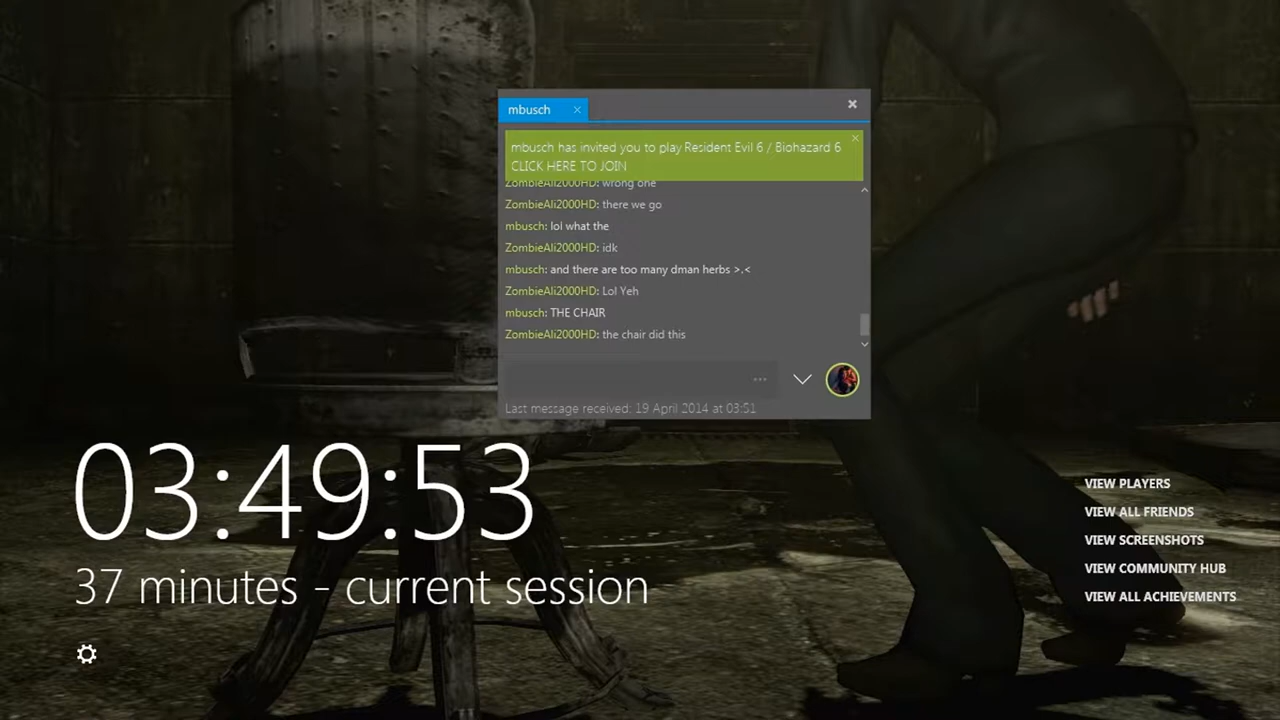 mbusch
mbusch has invited you to play Resident Evil 6 / Biohazard 6
CLICK HERE TO JOIN
ZombieAli2000HD: wrong one
ZombieAli2000HD: there we go
mbusch: lol what the
ZombieAli2000HD: idk
mbusch: and there are too many dman herbs >.<
ZombieAli2000HD: Lol Yeh
mbusch: THE CHAIR
ZombieAli2000HD: the chair did this
Last message received: 19 April 2014 at 03:51
03:49:53
37 minutes - current session
VIEW PLAYERS
VIEW ALL FRIENDS
VIEW SCREENSHOTS
VIEW COMMUNITY HUB
VIEW ALL ACHIEVEMENTS